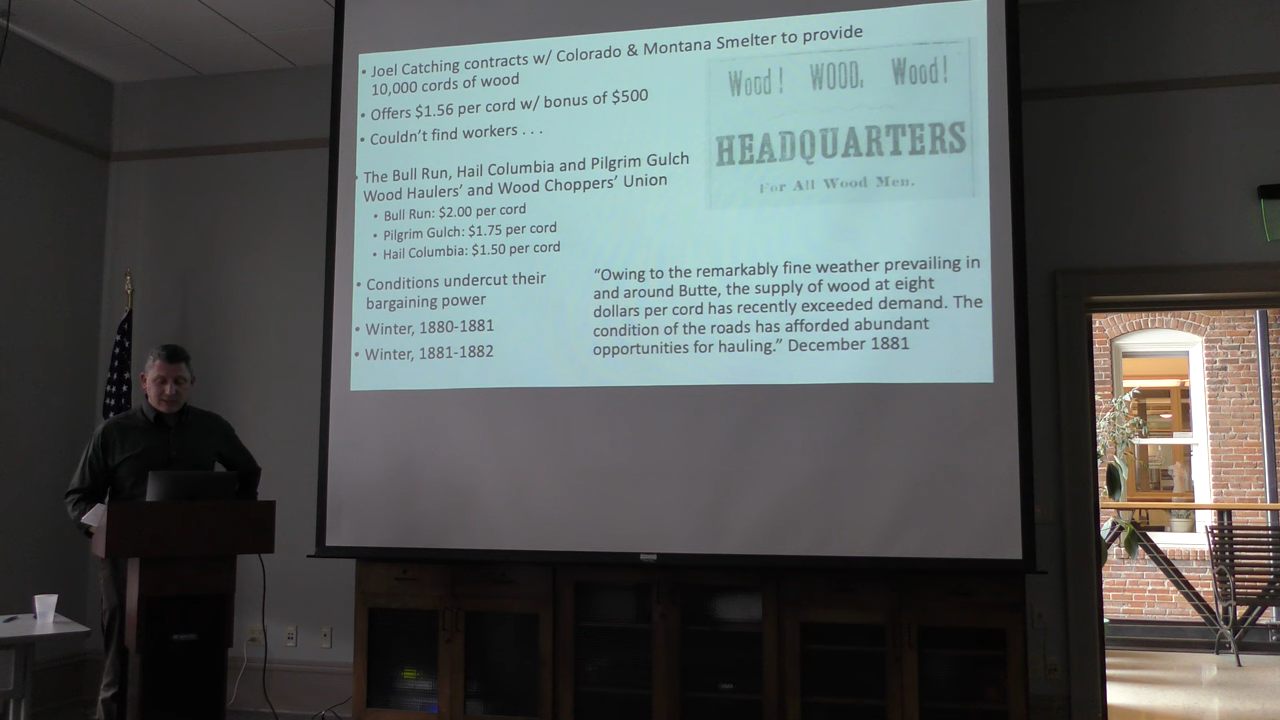 • Joel Catching contracts w/ Colorado & Montana Smelter to provide
10,000 cords of wood
• Offers $1.56 per cord w/ bonus of $500
• Couldn't find workers . . .
• The Bull Run, Hail Columbia and Pilgrim Gulch
Wood Haulers' and Wood Choppers' Union
• Bull Run: $2.00 per cord
• Pilgrim Gulch: $1.75 per cord
• Hail Columbia: $1.50 per cord
• Conditions undercut their
bargaining power
• Winter, 1880-1881
• Winter, 1881-1882
Wood! WOOD. Wood!
HEADQUARTERS
For All Wood Men.
“Owing to the remarkably fine weather prevailing in
and around Butte, the supply of wood at eight
dollars per cord has recently exceeded demand. The
condition of the roads has afforded abundant
opportunities for hauling.” December 1881